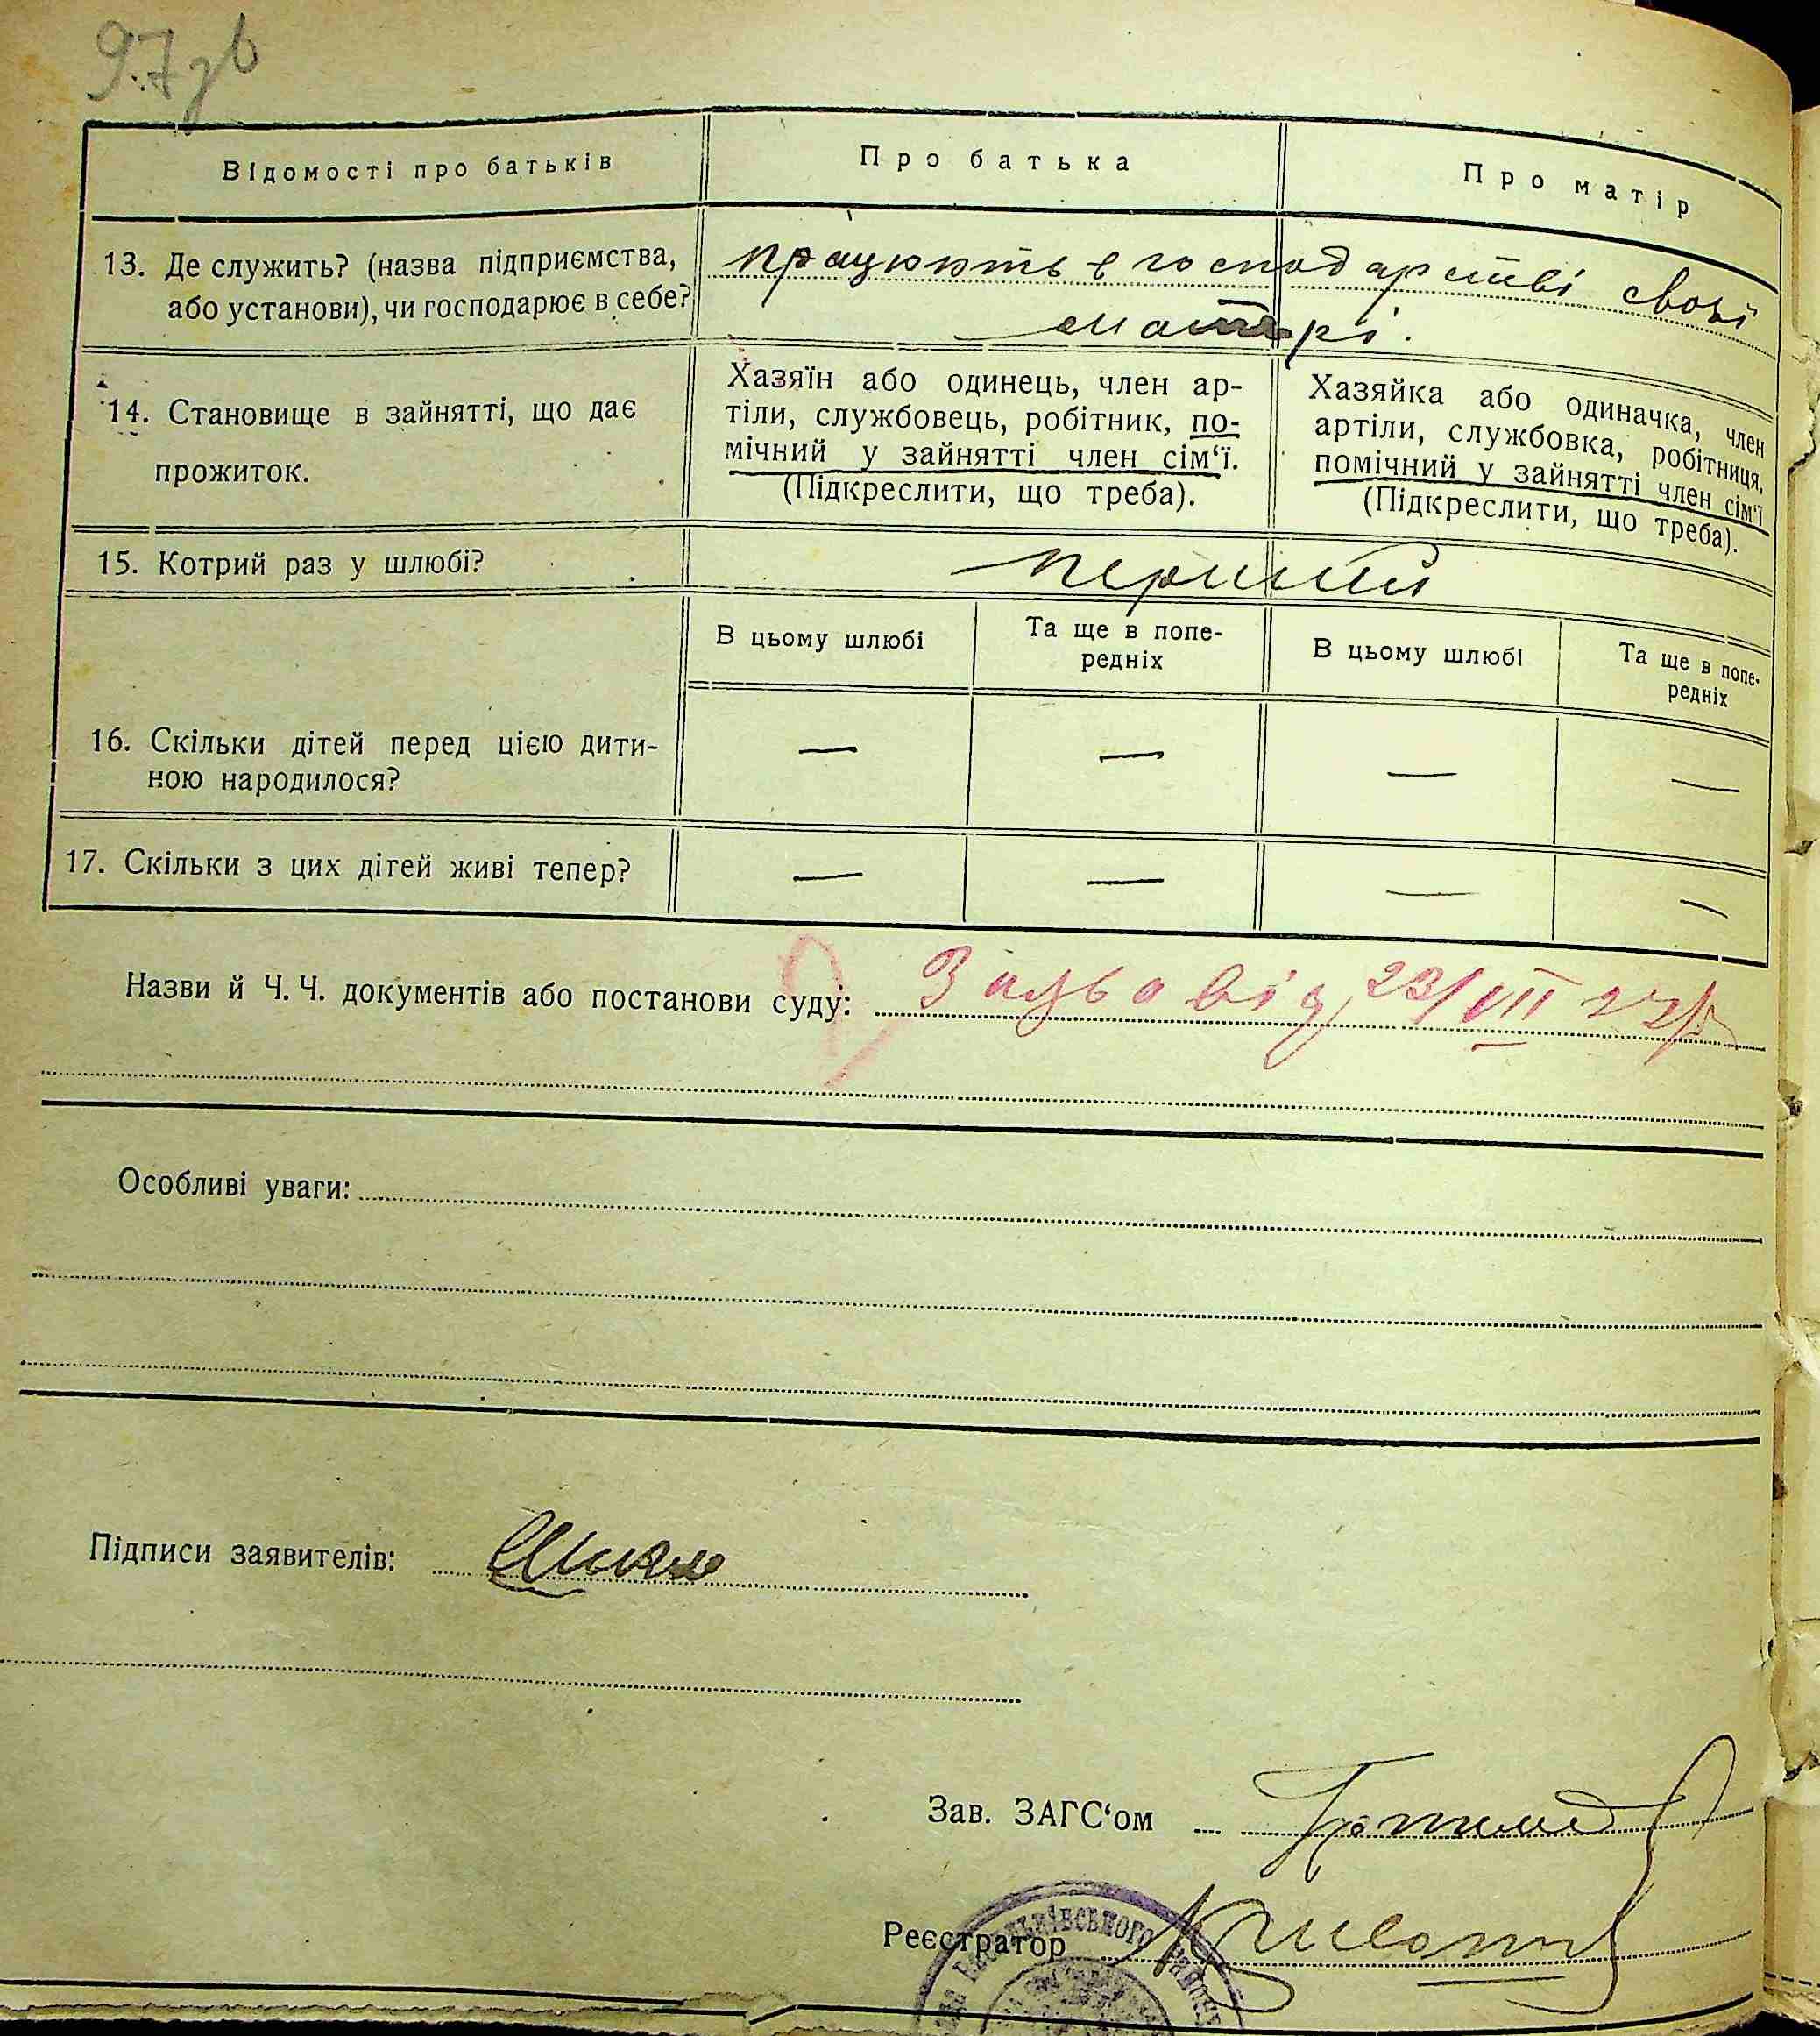 97зв
Відомості про батьків Про батька Про матір
13. Де служить? (назва підприємства, працюють в господарстві своєї
або установи), чи господарює в себе? матері.
14. Становище в зайнятті, що дає
прожиток.
Хазяїн або одинець, член ар-
тіли, службовець, робітник, по-
мічний у зайнятті член сім‘ї.
(Підкреслити, що треба).
Хазяйка або одиначка, член
артіли, службовка, робітниця,
помічний у зайнятті член сім‘ї
(Підкреслити, що треба).
15. Котрий раз у шлюбі? перший
В цьому шлюбі
Та ще в попе-
редніх
В цьому шлюбі
Та ще в попе-
редніх
16. Скільки дітей перед цією дити- — — — —
ною народилося?
17. Скільки з цих дітей живі тепер? — — — —
Назви й Ч. Ч. документів або постанови суду: від 23/VIII
Особливі уваги:
Підписи заявителів:
Зав. ЗАГС‘ом
Реєстратор
району